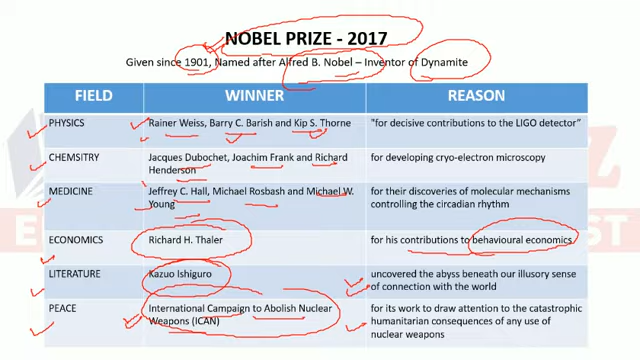 NOBEL PRIZE - 2017
Given since 1901, Named after Alfred B. Nobel – Inventor of Dynamite
FIELD WINNER REASON
PHYSICS Rainer Weiss, Barry C. Barish and Kip S. Thorne "for decisive contributions to the LIGO detector”
CHEMSITRY Jacques Dubochet, Joachim Frank and Richard for developing cryo-electron microscopy
Henderson
MEDICINE Jeffrey C. Hall, Michael Rosbash and Michael W. for their discoveries of molecular mechanisms
Young controlling the circadian rhythm
ECONOMICS Richard H. Thaler for his contributions to behavioural economics
LITERATURE Kazuo Ishiguro uncovered the abyss beneath our illusory sense
of connection with the world
PEACE International Campaign to Abolish Nuclear for its work to draw attention to the catastrophic
Weapons (ICAN) humanitarian consequences of any use of
nuclear weapons